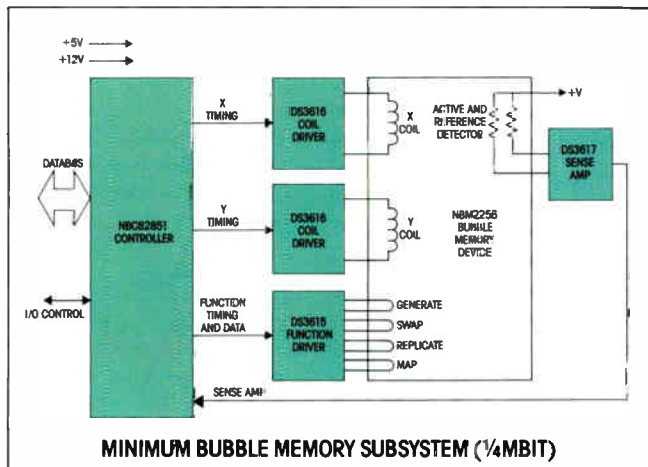 +5V
+12V
DATABUS
NBC82851
CONTROLLER
I/O CONTROL
X
TIMING
Y
TIMING
FUNCTION
TIMING
AND DATA
SENSE AMP
DS3616
COIL
DRIVER
DS3616
COIL
DRIVER
DS3615
FUNCTION
DRIVER
X
COIL
Y
COIL
GENERATE
SWAP
REPLICATE
MAP
ACTIVE AND
REFERENCE
DETECTOR
NBM2256
BUBBLE
MEMORY
DEVICE
+V
DS3617
SENSE
AMP
MINIMUM BUBBLE MEMORY SUBSYSTEM (¼MBIT)